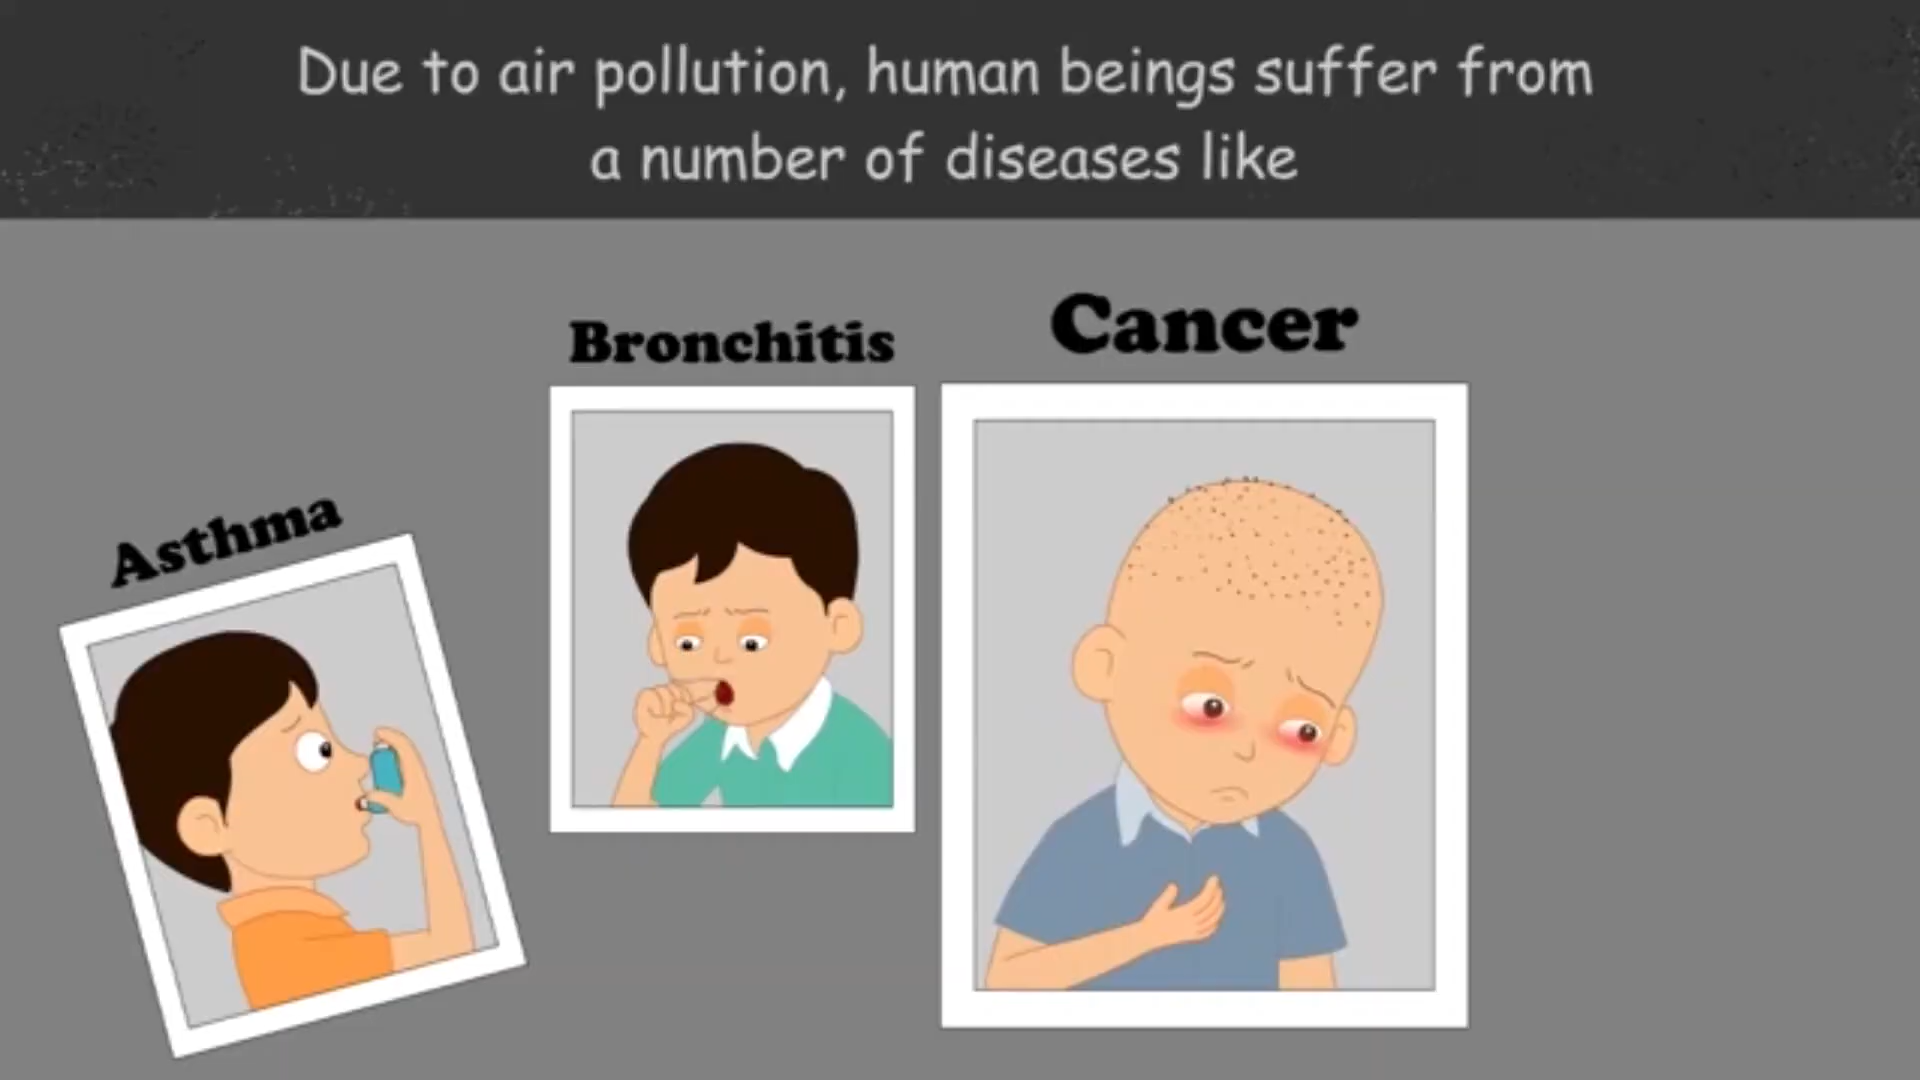 Due to air pollution, human beings suffer from
a number of diseases like
Asthma
Bronchitis
Cancer